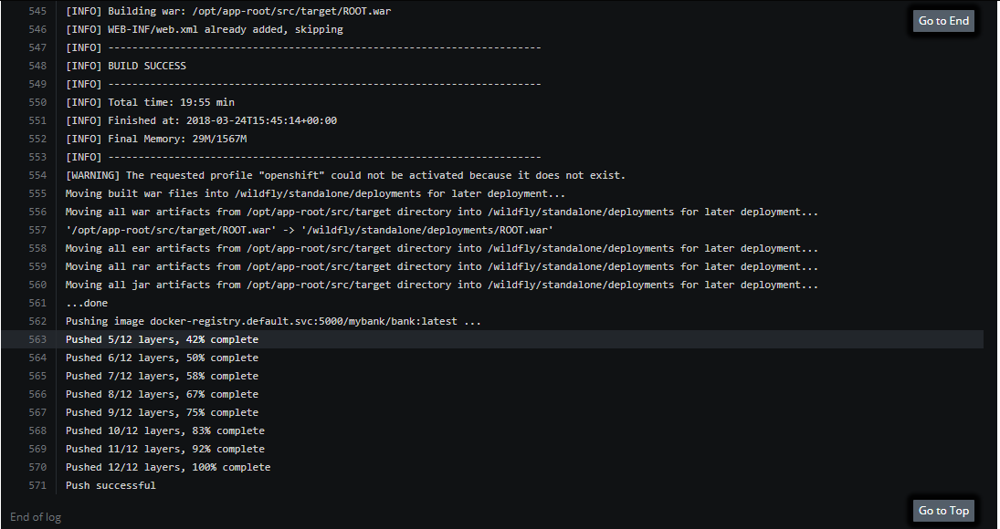 545 [INFO] Building war: /opt/app-root/src/target/ROOT.war
Go to End
546 [INFO] WEB-INF/web.xml already added, skipping
547 [INFO] ------------------------------------------------------------------------
548 [INFO] BUILD SUCCESS
549 [INFO] ------------------------------------------------------------------------
550 [INFO] Total time: 19:55 min
551 [INFO] Finished at: 2018-03-24T15:45:14+00:00
552 [INFO] Final Memory: 29M/1567M
553 [INFO] ------------------------------------------------------------------------
554 [WARNING] The requested profile "openshift" could not be activated because it does not exist.
555 Moving built war files into /wildfly/standalone/deployments for later deployment...
556 Moving all war artifacts from /opt/app-root/src/target directory into /wildfly/standalone/deployments for later deployment...
557 '/opt/app-root/src/target/ROOT.war' -> '/wildfly/standalone/deployments/ROOT.war'
558 Moving all ear artifacts from /opt/app-root/src/target directory into /wildfly/standalone/deployments for later deployment...
559 Moving all rar artifacts from /opt/app-root/src/target directory into /wildfly/standalone/deployments for later deployment...
560 Moving all jar artifacts from /opt/app-root/src/target directory into /wildfly/standalone/deployments for later deployment...
561 ...done
562 Pushing image docker-registry.default.svc:5000/mybank/bank:latest ...
563 Pushed 5/12 layers, 42% complete
564 Pushed 6/12 layers, 50% complete
565 Pushed 7/12 layers, 58% complete
566 Pushed 8/12 layers, 67% complete
567 Pushed 9/12 layers, 75% complete
568 Pushed 10/12 layers, 83% complete
569 Pushed 11/12 layers, 92% complete
570 Pushed 12/12 layers, 100% complete
571 Push successful
Go to Top
End of log